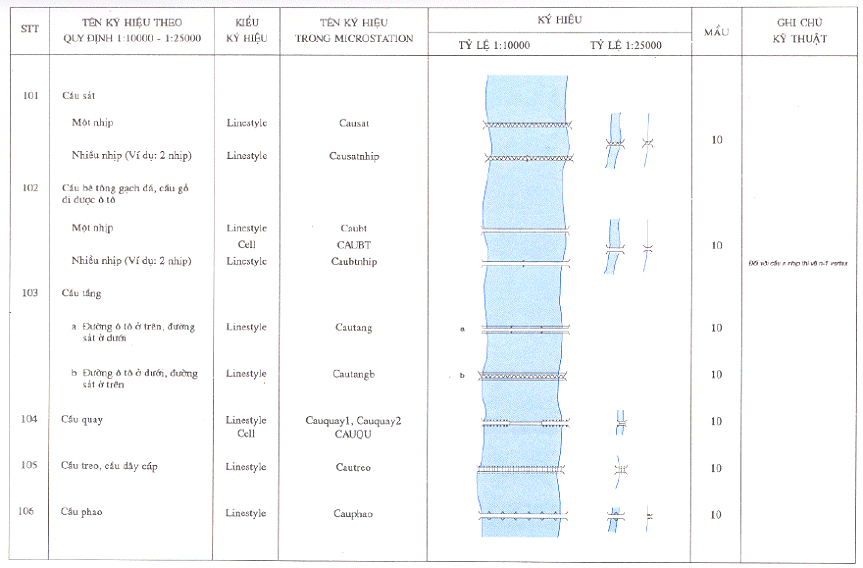 STT TÊN KÝ HIỆU THEO QUY ĐỊNH 1:10000 - 1:25000 KIỂU KÝ HIỆU TÊN KÝ HIỆU TRONG MICROSTATION KÝ HIỆU MẦU GHI CHÚ KỸ THUẬT
TỶ LỆ 1:10000 TỶ LỆ 1:25000
101 Cầu sắt
Một nhịp Linestyle Causat
10
Nhiều nhịp (Ví dụ: 2 nhịp) Linestyle Causatnhip
102 Cầu bê tông gạch đá, cầu gỗ
đi được ô tô
Một nhịp Linestyle Caubt
Cell CAUBT 10
Nhiều nhịp (Ví dụ: 2 nhịp) Linestyle Caubtnhip Đối với cầu n nhịp thì vẽ n-1 vertex
103 Cầu tầng
a Đường ô tô ở trên, đường Linestyle Cautang a 10
sắt ở dưới
b Đường ô tô ở dưới, đường Linestyle Cautangb b 10
sắt ở trên
104 Cầu quay Linestyle Cauquay1, Cauquay2 10
Cell CAUQU
105 Cầu treo, cầu dây cáp Linestyle Cautreo 10
106 Cầu phao Linestyle Cauphao 10